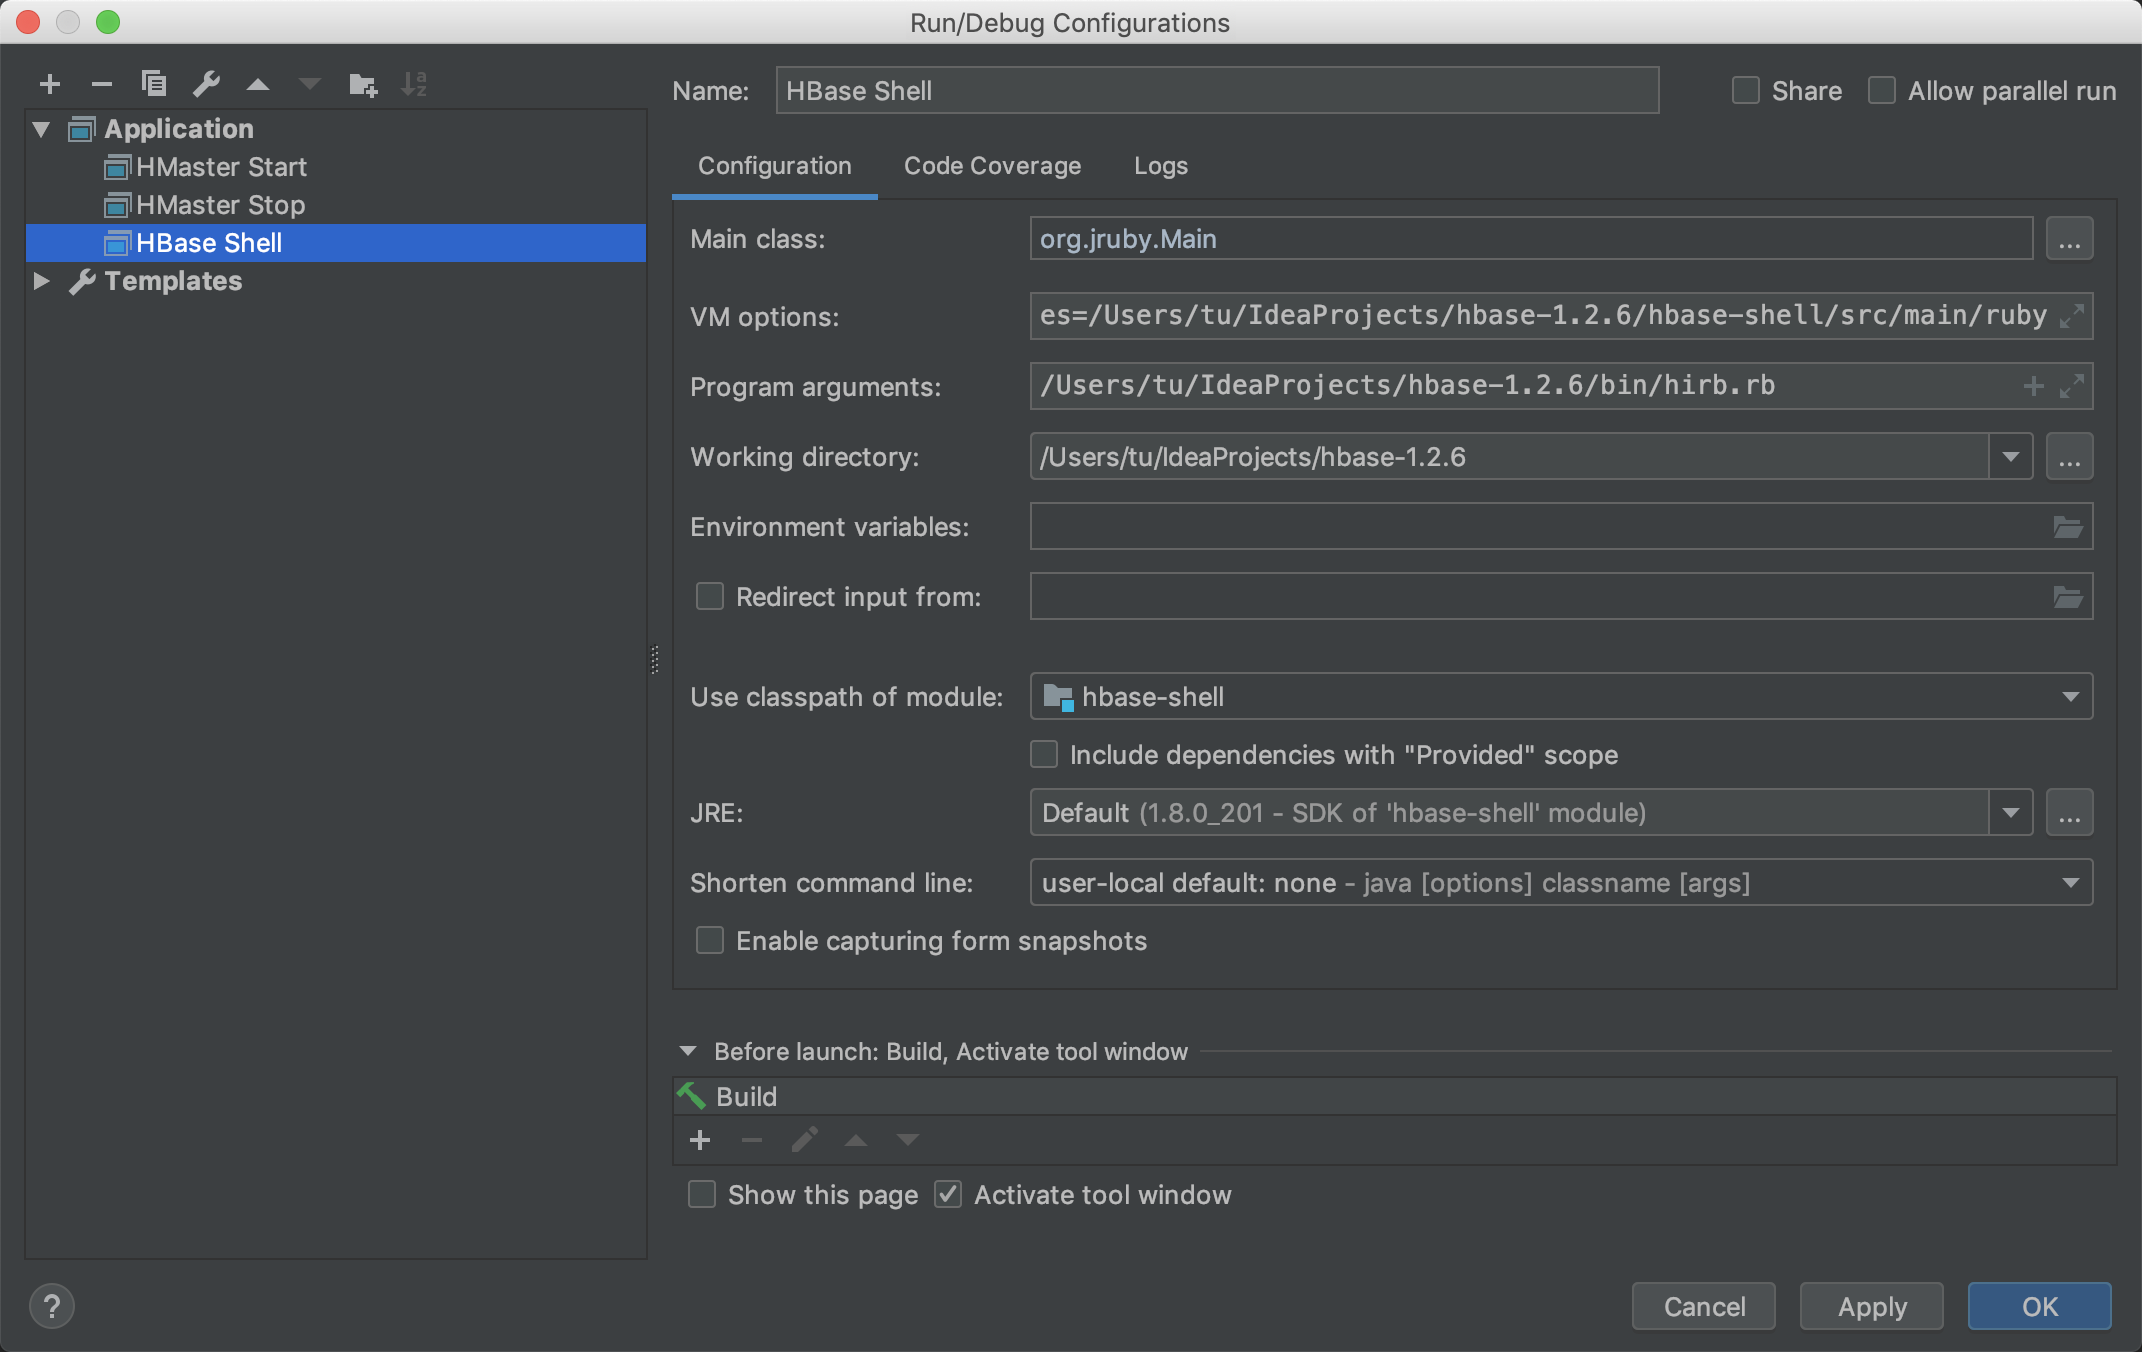 Run/Debug Configurations
Name: HBase Shell Share Allow parallel run
Application
HMaster Start
HMaster Stop
HBase Shell
Templates
Configuration Code Coverage Logs
Main class: org.jruby.Main ...
VM options: es=/Users/tu/IdeaProjects/hbase-1.2.6/hbase-shell/src/main/ruby
Program arguments: /Users/tu/IdeaProjects/hbase-1.2.6/bin/hirb.rb
Working directory: /Users/tu/IdeaProjects/hbase-1.2.6 ...
Environment variables:
Redirect input from:
Use classpath of module: hbase-shell
Include dependencies with "Provided" scope
JRE: Default (1.8.0_201 - SDK of 'hbase-shell' module) ...
Shorten command line: user-local default: none - java [options] classname [args]
Enable capturing form snapshots
Before launch: Build, Activate tool window
Build
Show this page Activate tool window
? Cancel Apply OK